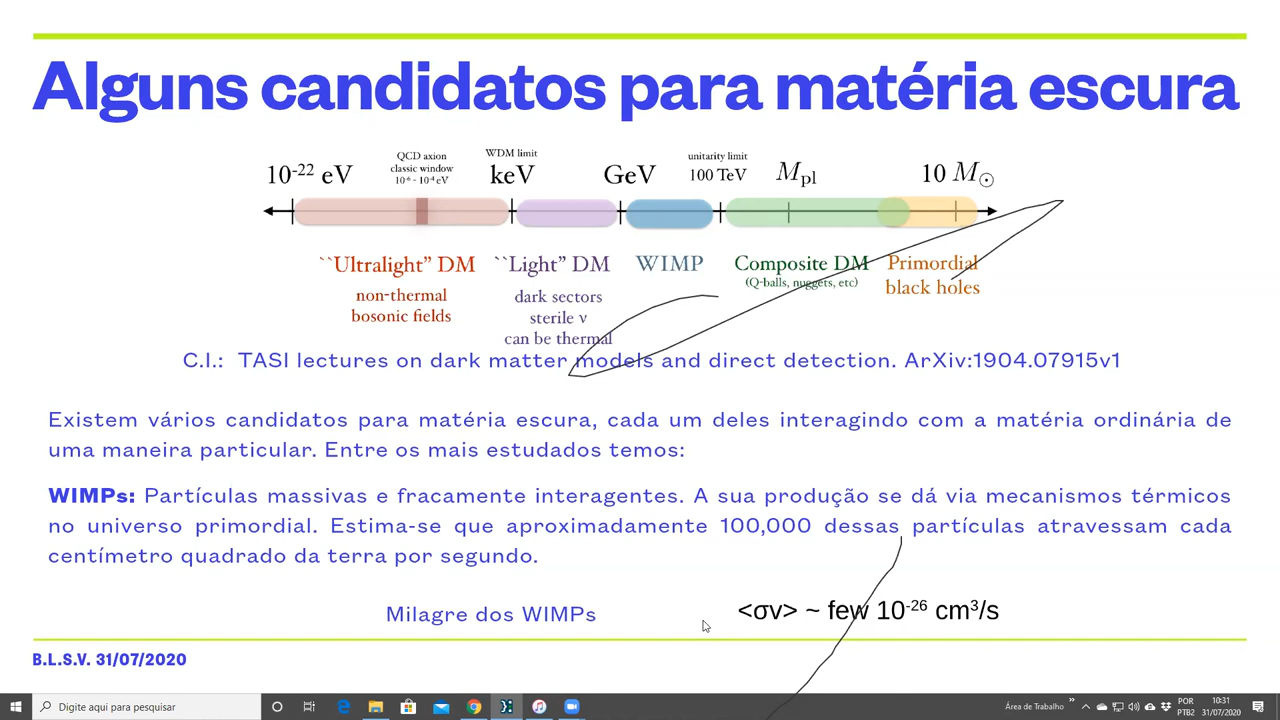 Alguns candidatos para matéria escura
10⁻²² eV
QCD axion
classic window
10⁻⁶ - 10⁻⁴ eV
WDM limit
keV
GeV
unitarity limit
100 TeV
Mpl
10 M☉
``Ultralight” DM
non-thermal
bosonic fields
``Light” DM
dark sectors
sterile ν
can be thermal
WIMP
Composite DM
(Q-balls, nuggets, etc)
Primordial
black holes
C.I.: TASI lectures on dark matter models and direct detection. ArXiv:1904.07915v1
Existem vários candidatos para matéria escura, cada um deles interagindo com a matéria ordinária de
uma maneira particular. Entre os mais estudados temos:
WIMPs: Partículas massivas e fracamente interagentes. A sua produção se dá via mecanismos térmicos
no universo primordial. Estima-se que aproximadamente 100,000 dessas partículas atravessam cada
centímetro quadrado da terra por segundo.
Milagre dos WIMPs
<σv> ~ few 10⁻²⁶ cm³/s
B.L.S.V. 31/07/2020
Digite aqui para pesquisar
Área de Trabalho
POR
PTB2
10:31
31/07/2020